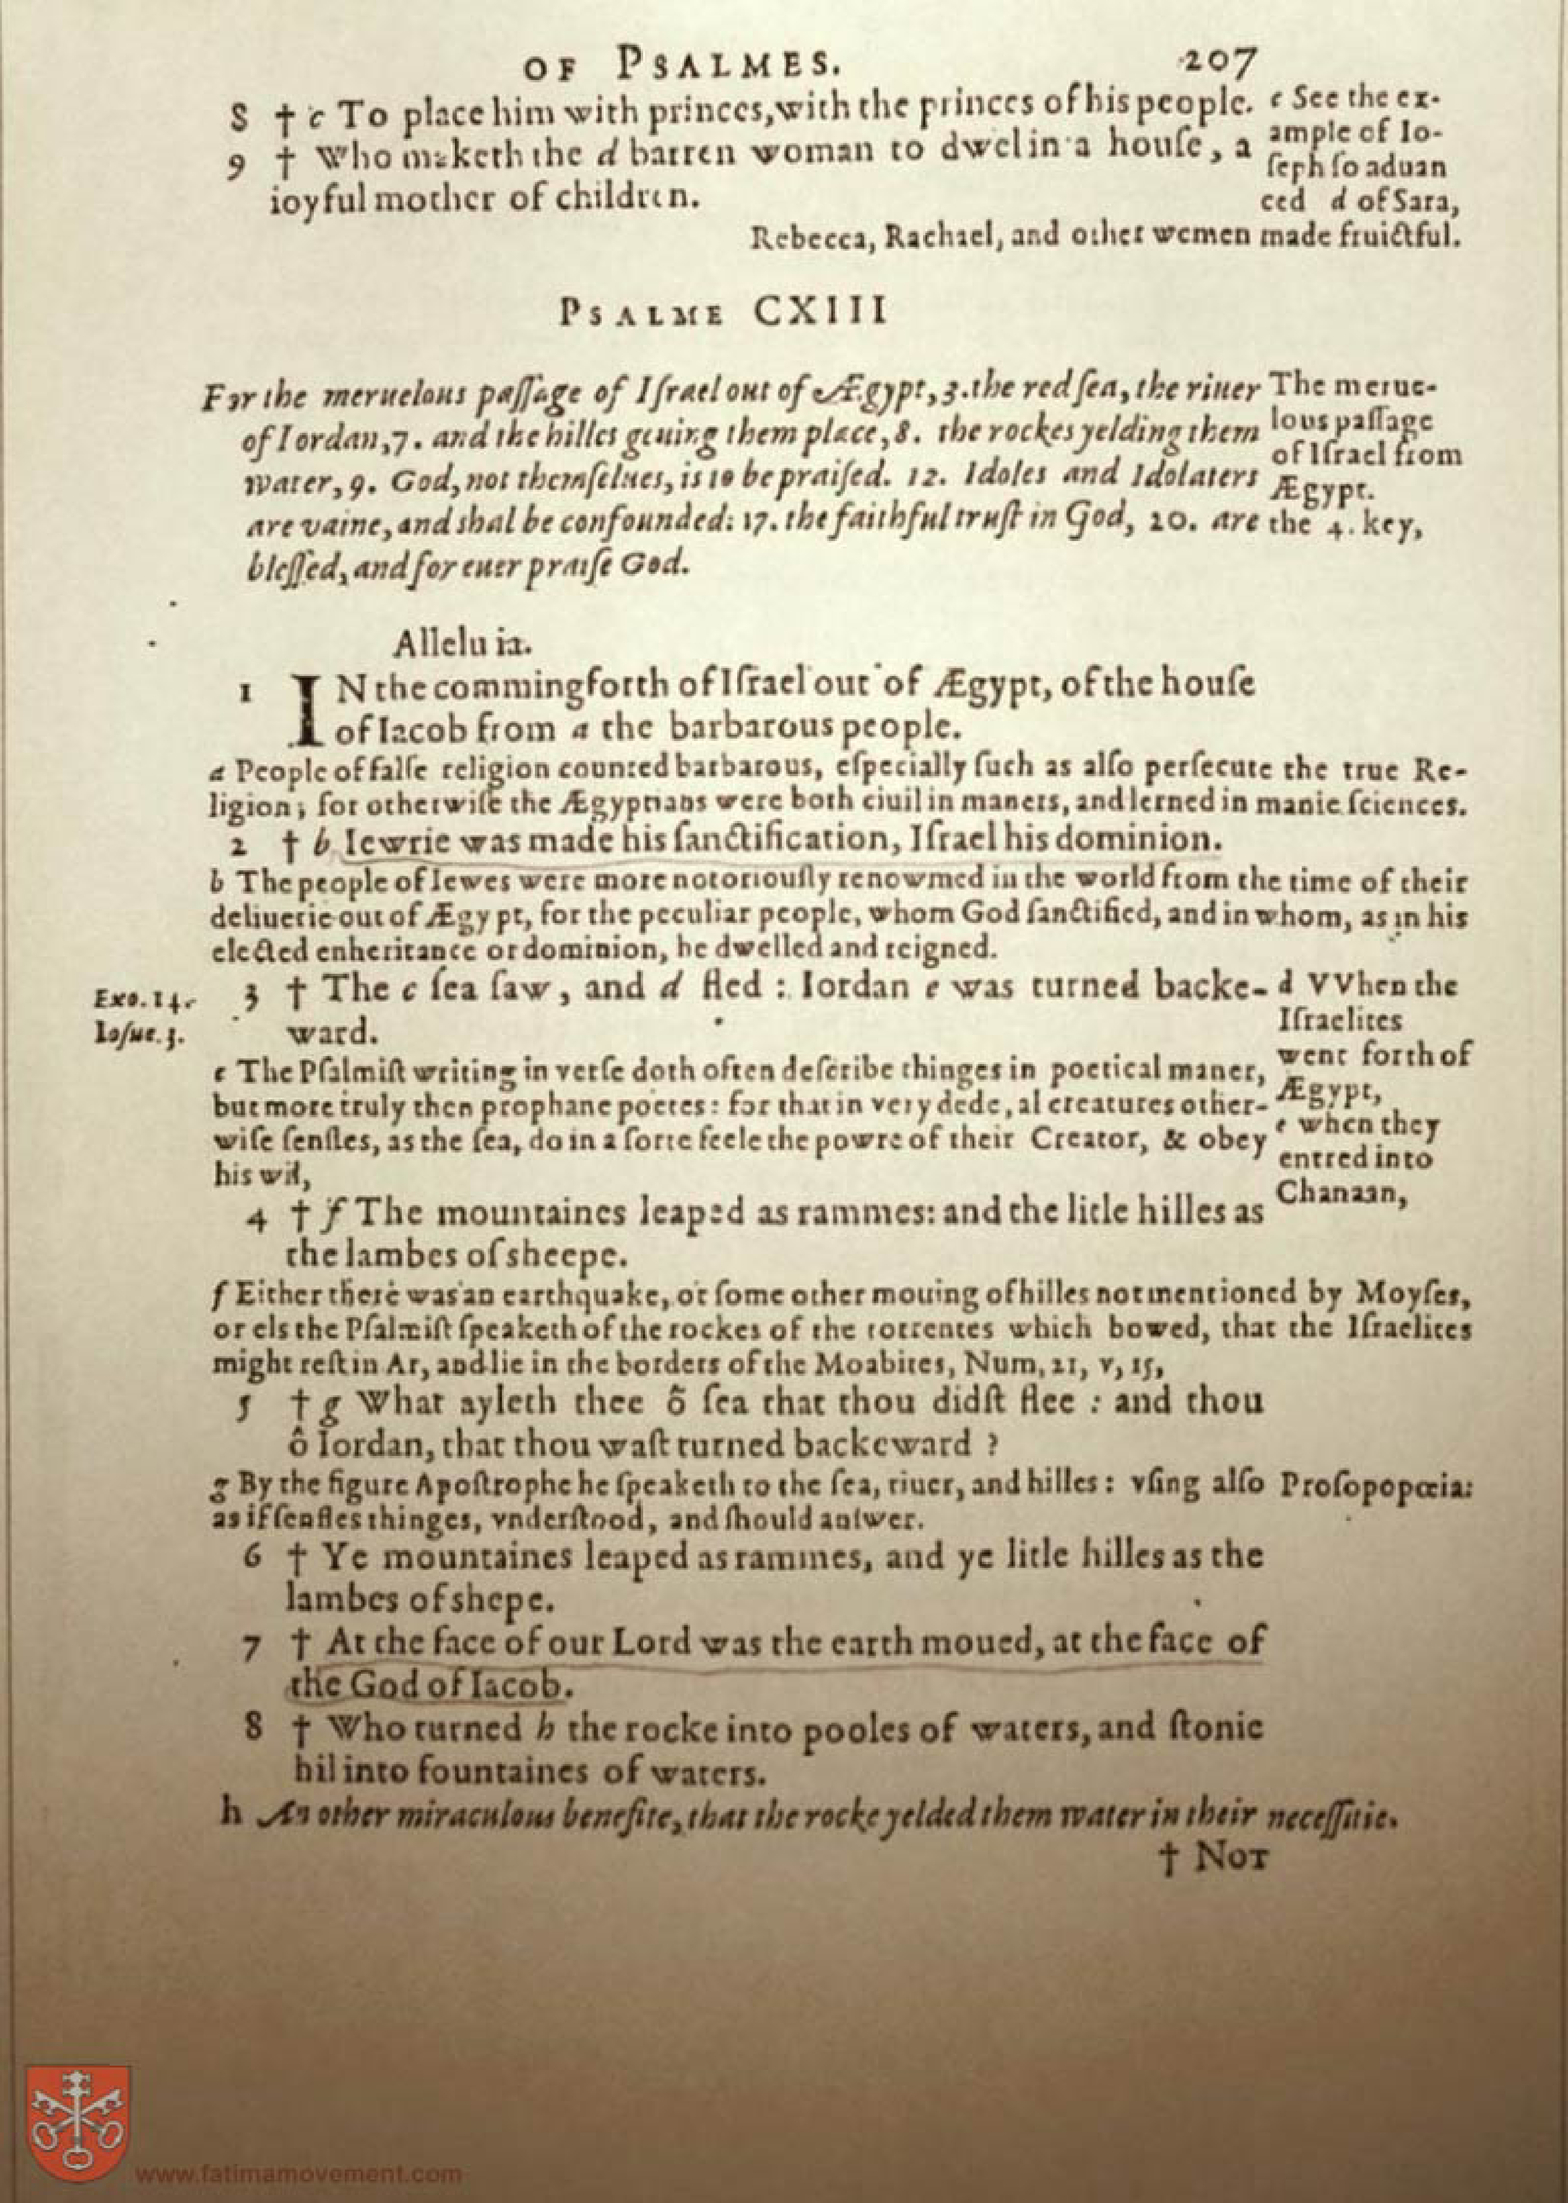 OF PSALMES. 207
8 † c To place him with princes, with the princes of his people.
9 † Who maketh the d barren woman to dwel in a houſe, a
ioyful mother of children.
c See the ex-
ample of Io-
ſeph ſo aduan
ced d of Sara,
Rebecca, Rachael, and other wemen made fruictful.
PSALME CXIII
For the meruelous paſſage of Iſrael out of Ægypt, 3. the red ſea, the riuer
of Iordan, 7. and the hilles geuing them place, 8. the rockes yelding them
water, 9. God, not themſelues, is to be praiſed. 12. Idoles and Idolaters
are vaine, and shal be confounded: 17. the faithful truſt in God, 20. are
bleſſed, and for euer praiſe God.
The merue-
lous paſſage
of Iſrael from
Ægypt.
the 4. key,
Alleluia.
1 IN the comming forth of Iſrael out of Ægypt, of the houſe
of Iacob from a the barbarous people.
a People of falſe religion counted barbarous, eſpecially ſuch as alſo perſecute the true Re-
ligion; for otherwiſe the Ægyptians were both ciuil in maners, and lerned in manie ſciences.
2 † b Iewrie was made his ſanctification, Iſrael his dominion.
b The people of Iewes were more notoriouſly renowmed in the world from the time of their
deliuerie out of Ægypt, for the peculiar people, whom God ſanctified, and in whom, as in his
elected enheritance or dominion, he dwelled and reigned.
Exo. 14.
Ioſue. 3.
3 † The c ſea ſaw, and d fled : Iordan e was turned backe-
ward.
d VVhen the
Iſraelites
went forth of
Ægypt,
e when they
entred into
Chanaan,
c The Pſalmiſt writing in verſe doth often deſcribe thinges in poetical maner,
but more truly then prophane poetes: for that in very dede, al creatures other-
wiſe ſenſles, as the ſea, do in a ſorte feele the powre of their Creator, & obey
his wil,
4 † f The mountaines leaped as rammes: and the litle hilles as
the lambes of sheepe.
f Either there was an earthquake, or ſome other mouing of hilles not mentioned by Moyſes,
or els the Pſalmiſt ſpeaketh of the rockes of the torrentes which bowed, that the Iſraelites
might reſt in Ar, and lie in the borders of the Moabites, Num, 21, v, 15,
5 † g What ayleth thee ô ſea that thou didſt flee : and thou
ô Iordan, that thou waſt turned backeward ?
g By the figure Apoſtrophe he ſpeaketh to the ſea, riuer, and hilles : vſing alſo Proſopopœia:
as if ſenſles thinges, vnderſtood, and ſhould anſwer.
6 † Ye mountaines leaped as rammes, and ye litle hilles as the
lambes of shepe.
7 † At the face of our Lord was the earth moued, at the face of
the God of Iacob.
8 † Who turned h the rocke into pooles of waters, and ſtonie
hil into fountaines of waters.
h An other miraculous benefite, that the rocke yelded them water in their neceſſitie.
† NOT
www.fatimamovement.com